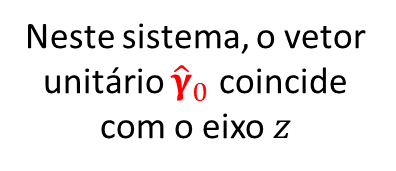 Neste sistema, o vetor
unitário γ̂₀ coincide
com o eixo z